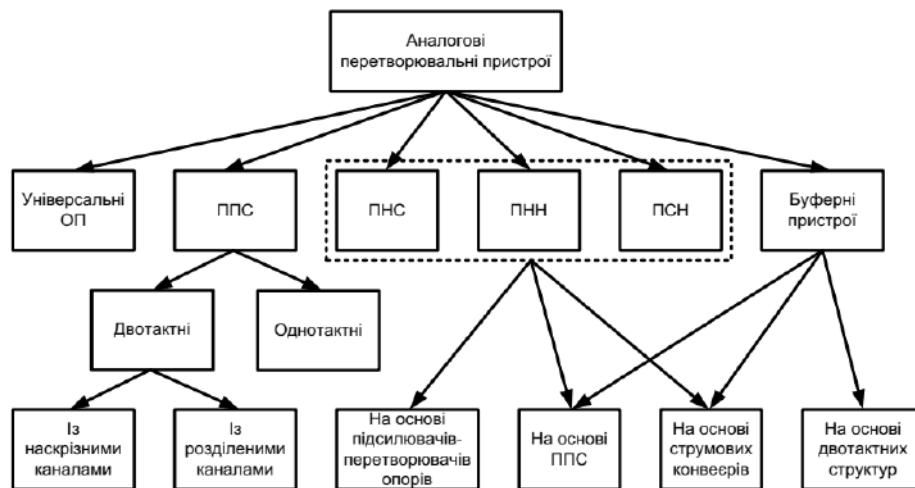 Аналогові
перетворювальні пристрої
Універсальні
ОП
ППС
ПНС
ПНН
ПСН
Буферні
пристрої
Двотактні
Однотактні
Із
наскрізними
каналами
Із
розділеними
каналами
На основі
підсилювачів-
перетворювачів
опорів
На основі
ППС
На основі
струмових
конвеєрів
На основі
двотактних
структур